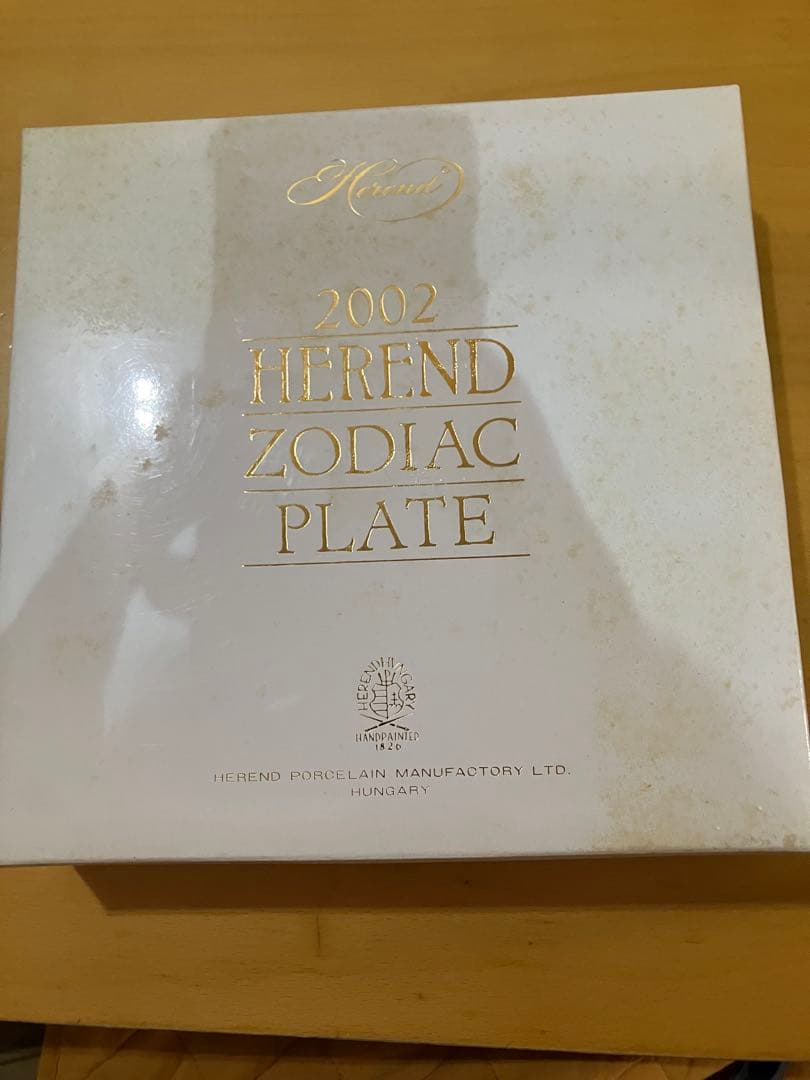 Herend
2002
HEREND
ZODIAC
PLATE
HEREND HUNGARY
HANDPAINTED
1826
HEREND PORCELAIN MANUFACTORY LTD.
HUNGARY